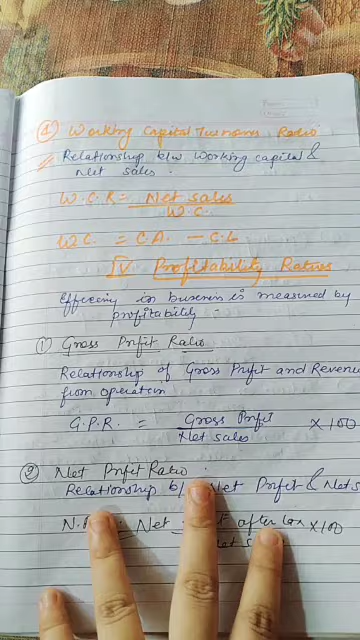 ④ Working Capital Turnover Ratio
Relationship b/w working capital &
Net sales.
W.C.R = Net sales
W.C.
W.C. = C.A. - C.L
IV Profitability Ratios
Efficiency in business is measured by
profitability -
① Gross Profit Ratio
Relationship of Gross Profit and Revenue
from operation
G.P.R. = Gross Profit × 100
Net sales
② Net Profit Ratio .
Relationship b/ Net Profit & Net s
N. = Net after tax × 100